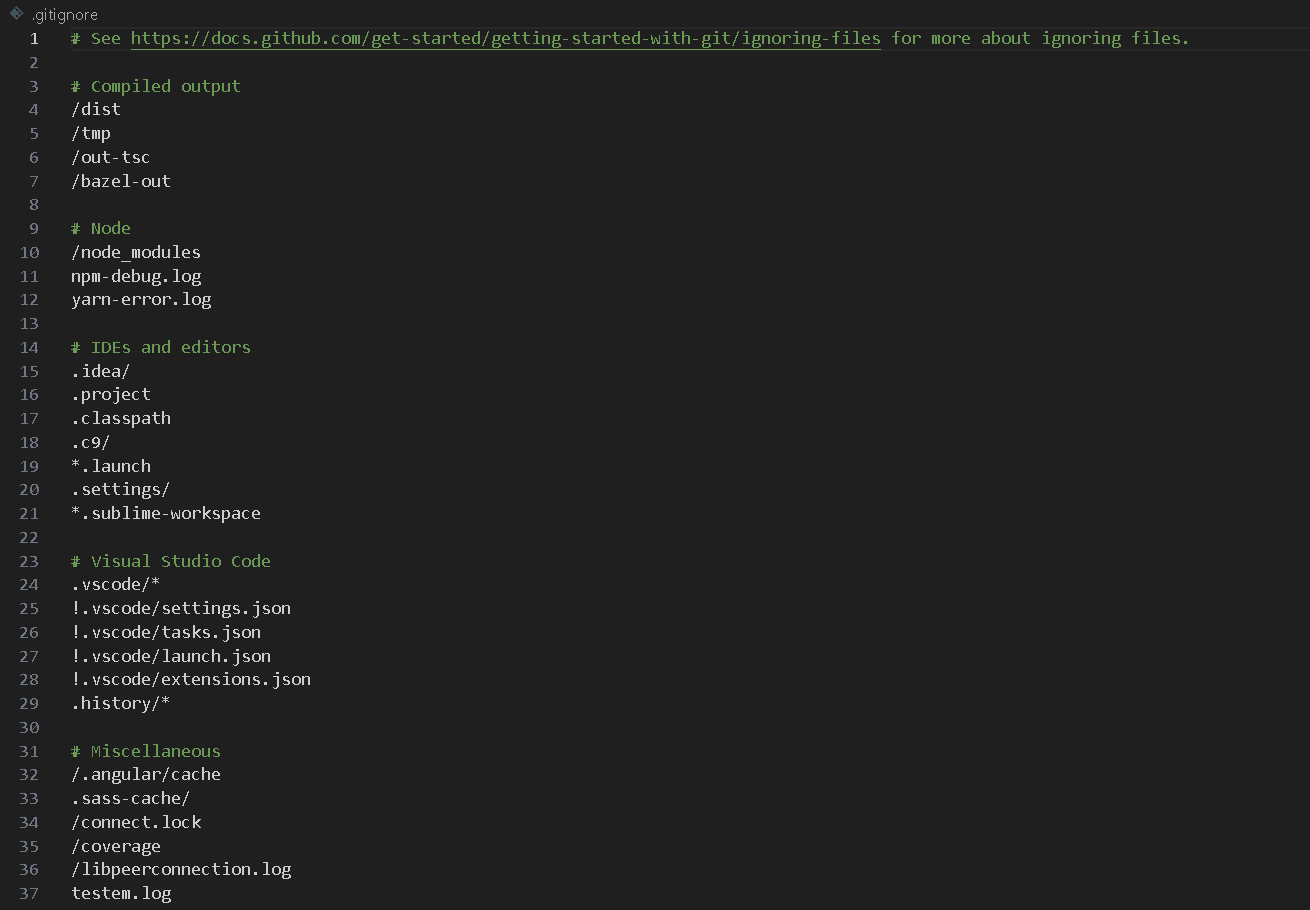 .gitignore
1 # See https://docs.github.com/get-started/getting-started-with-git/ignoring-files for more about ignoring files.
2
3 # Compiled output
4 /dist
5 /tmp
6 /out-tsc
7 /bazel-out
8
9 # Node
10 /node_modules
11 npm-debug.log
12 yarn-error.log
13
14 # IDEs and editors
15 .idea/
16 .project
17 .classpath
18 .c9/
19 *.launch
20 .settings/
21 *.sublime-workspace
22
23 # Visual Studio Code
24 .vscode/*
25 !.vscode/settings.json
26 !.vscode/tasks.json
27 !.vscode/launch.json
28 !.vscode/extensions.json
29 .history/*
30
31 # Miscellaneous
32 /.angular/cache
33 .sass-cache/
34 /connect.lock
35 /coverage
36 /libpeerconnection.log
37 testem.log